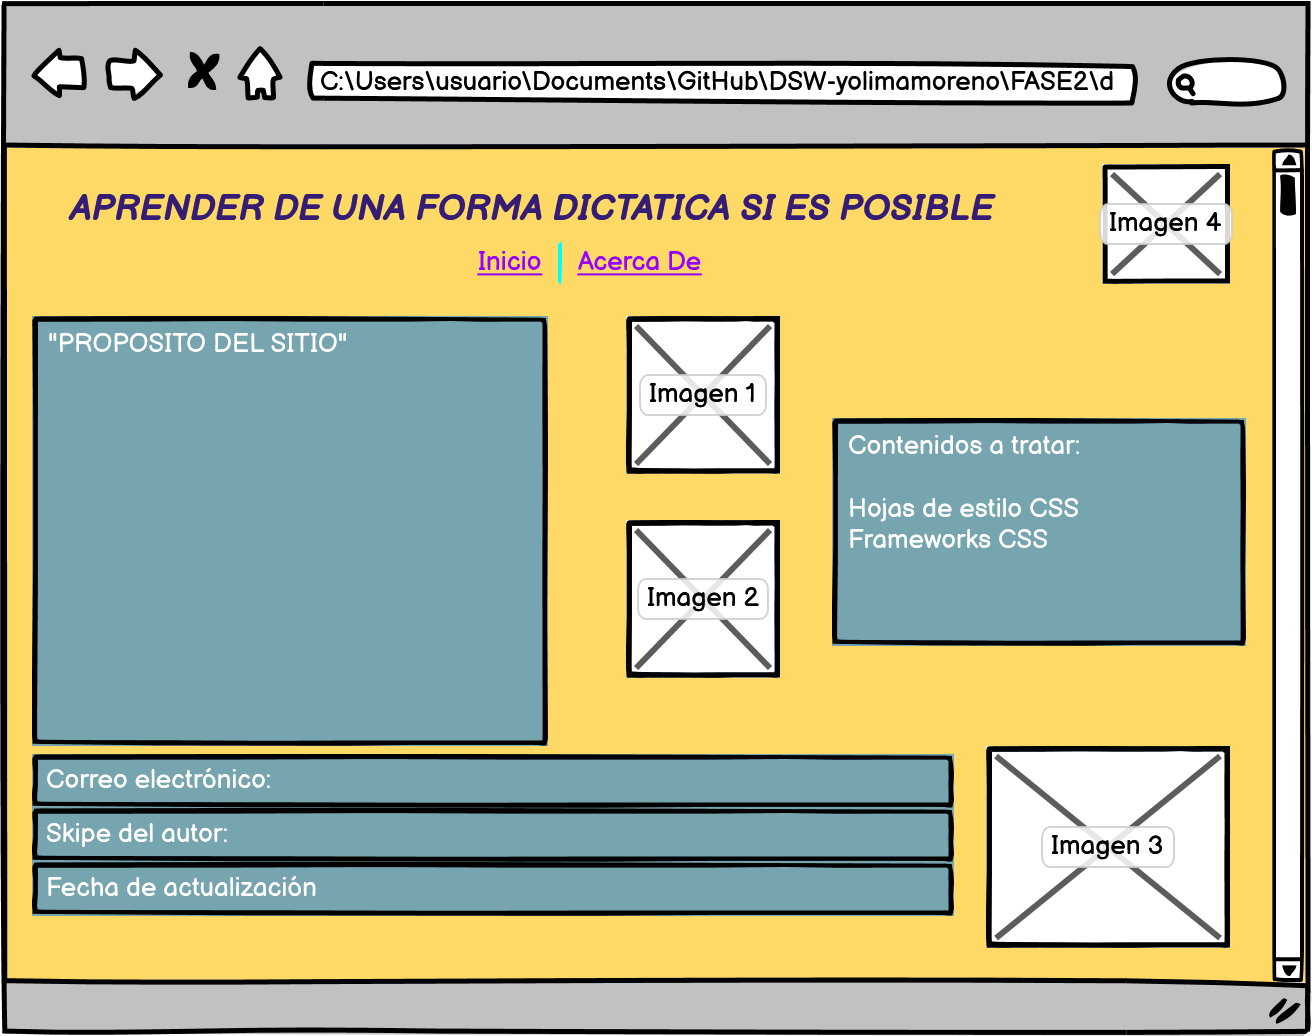 C:\Users\usuario\Documents\GitHub\DSW-yolimamoreno\FASE2\d
APRENDER DE UNA FORMA DICTATICA SI ES POSIBLE
Imagen 4
Inicio Acerca De
"PROPOSITO DEL SITIO"
Imagen 1
Contenidos a tratar:
Hojas de estilo CSS
Frameworks CSS
Imagen 2
Correo electrónico:
Skipe del autor:
Fecha de actualización
Imagen 3